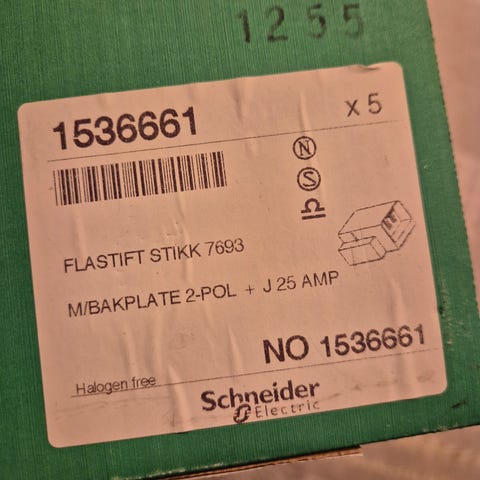 1255
1536661 x 5
N
S
FLASTIFT STIKK 7693
M/BAKPLATE 2-POL + J 25 AMP
NO 1536661
Halogen free
Schneider
Electric